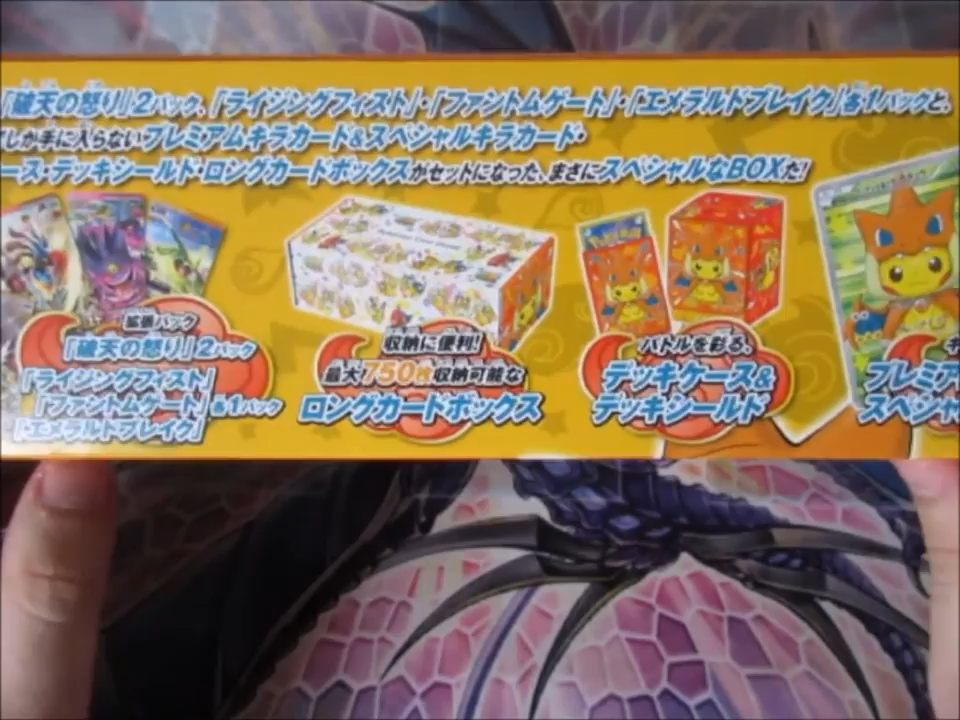 『破天の怒り』2パック、『ライジングフィスト』・『ファントムゲート』・『エメラルドブレイク』各1パックと、
しか手に入らないプレミアムキラカード&スペシャルキラカード・
ース・デッキシールド・ロングカードボックスがセットになった、まさにスペシャルなBOXだ!
拡張パック
『破天の怒り』2パック
『ライジングフィスト』
『ファントムゲート』各1パック
『エメラルドブレイク』
収納に便利!
最大750枚収納可能な
ロングカードボックス
バトルを彩る、
デッキケース&
デッキシールド
プレミア
スペシャ